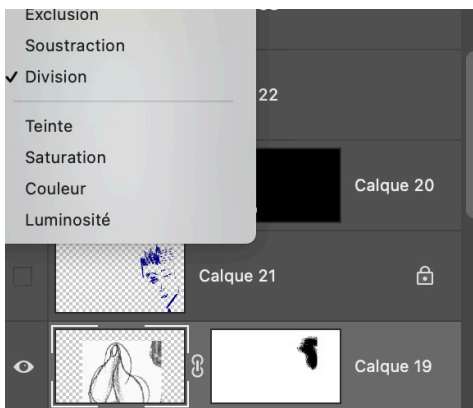 Exclusion
Soustraction
✓ Division
22
Teinte
Saturation
Couleur
Calque 20
Luminosité
Calque 21
Calque 19